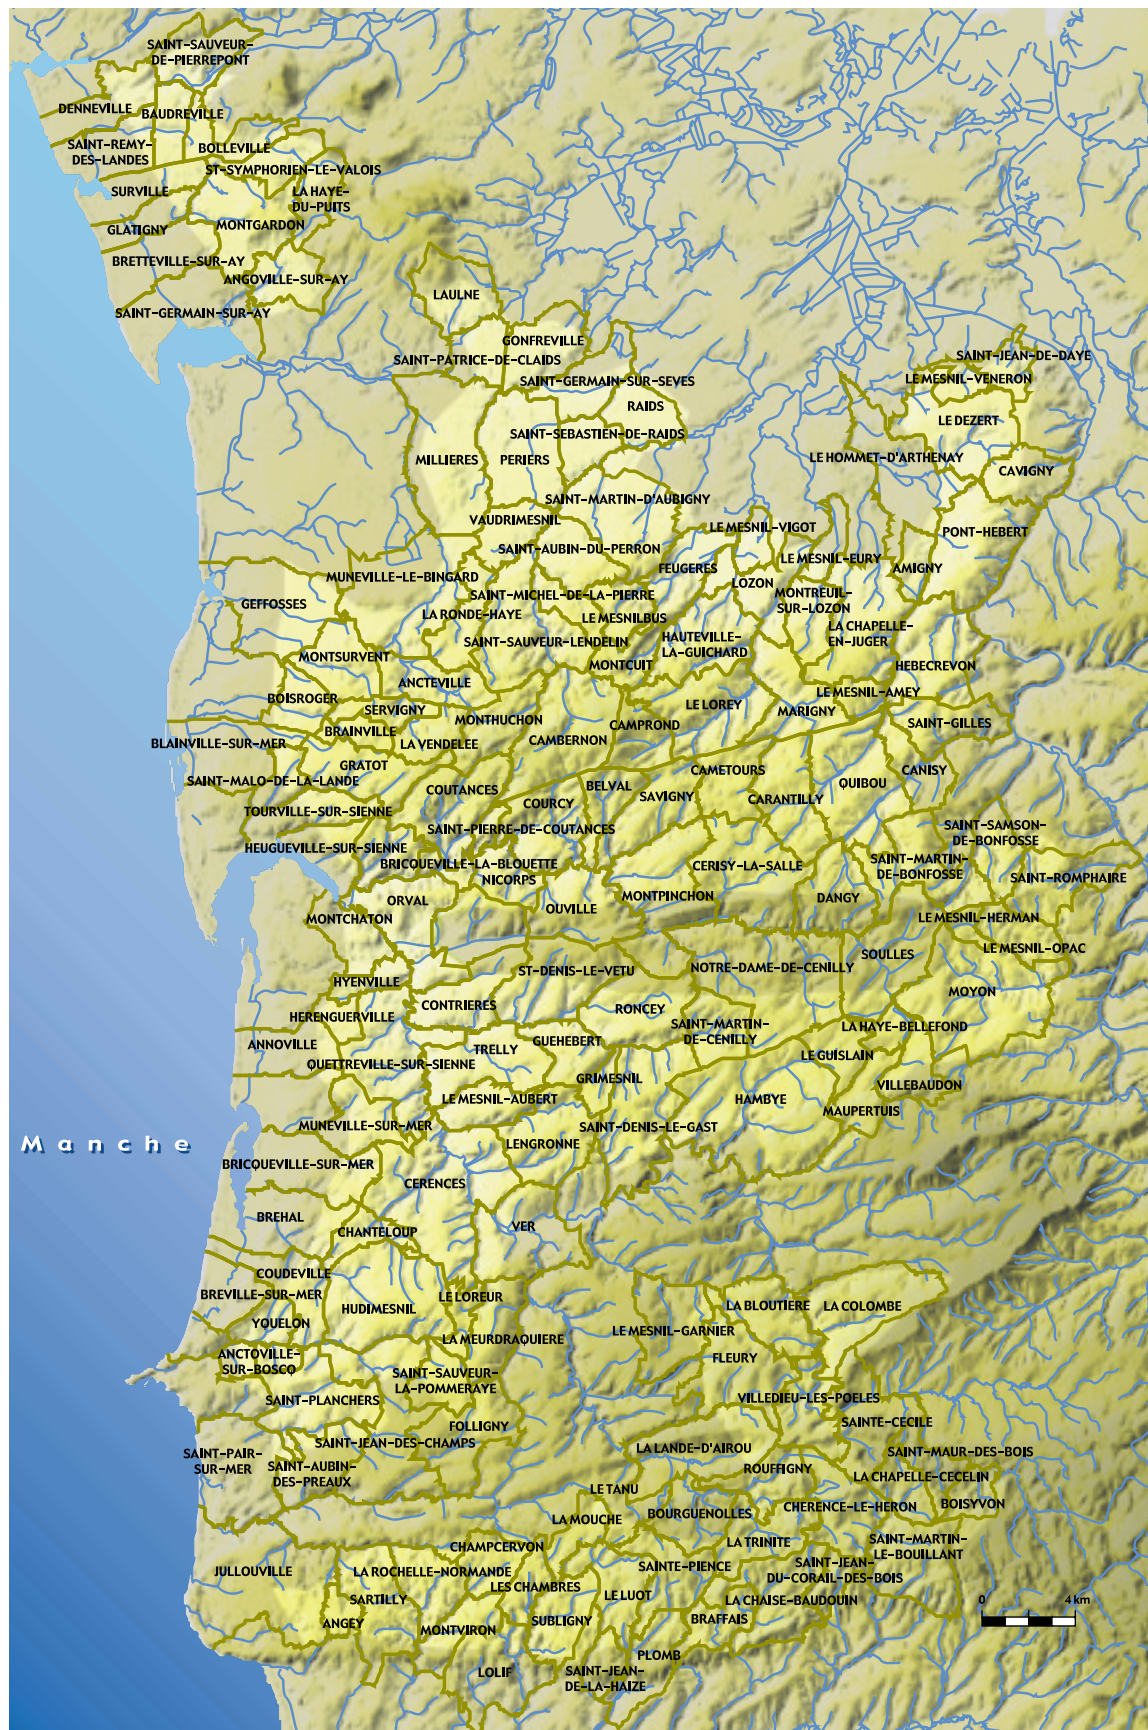 SAINT-SAUVEUR-
DE-PIERREPONT
DENNEVILLE
BAUDREVILLE
SAINT-REMY-
DES-LANDES
BOLLEVILLE
ST-SYMPHORIEN-LE-VALOIS
SURVILLE
LA HAYE-
DU-PUITS
GLATIGNY
MONTGARDON
BRETTEVILLE-SUR-AY
ANGOVILLE-SUR-AY
SAINT-GERMAIN-SUR-AY
LAULNE
GONFREVILLE
SAINT-PATRICE-DE-CLAIDS
SAINT-GERMAIN-SUR-SEVES
SAINT-JEAN-DE-DAYE
LE MESNIL-VENERON
RAIDS
LE DEZERT
SAINT-SEBASTIEN-DE-RAIDS
MILLIERES
PERIERS
LE HOMMET-D'ARTHENAY
CAVIGNY
SAINT-MARTIN-D'AUBIGNY
VAUDRIMESNIL
LE MESNIL-VIGOT
PONT-HEBERT
SAINT-AUBIN-DU-PERRON
LE MESNIL-EURY
FEUGERES
AMIGNY
MUNEVILLE-LE-BINGARD
LOZON
GEFFOSSES
SAINT-MICHEL-DE-LA-PIERRE
MONTREUIL-
SUR-LOZON
LA RONDE-HAYE
LE MESNILBUS
LA CHAPELLE-
EN-JUGER
SAINT-SAUVEUR-LENDELIN
HAUTEVILLE-
LA-GUICHARD
MONTSURVENT
MONTCUIT
HEBECREVON
ANCTEVILLE
LE MESNIL-AMEY
BOISROGER
SERVIGNY
LE LOREY
MARIGNY
MONTHUCHON
CAMPROND
SAINT-GILLES
BRAINVILLE
BLAINVILLE-SUR-MER
LA VENDELEE
CAMBERNON
GRATOT
CAMETOURS
CANISY
SAINT-MALO-DE-LA-LANDE
COUTANCES
BELVAL
QUIBOU
SAVIGNY
CARANTILLY
COURCY
TOURVILLE-SUR-SIENNE
SAINT-PIERRE-DE-COUTANCES
SAINT-SAMSON-
DE-BONFOSSE
HEUGUEVILLE-SUR-SIENNE
BRICQUEVILLE-LA-BLOUETTE
CERISY-LA-SALLE
SAINT-MARTIN-
DE-BONFOSSE
NICORPS
SAINT-ROMPHAIRE
ORVAL
MONTPINCHON
DANGY
OUVILLE
MONTCHATON
LE MESNIL-HERMAN
LE MESNIL-OPAC
SOULLES
ST-DENIS-LE-VETU
NOTRE-DAME-DE-CENILLY
HYENVILLE
MOYON
CONTRIERES
RONCEY
HERENGUERVILLE
SAINT-MARTIN-
DE-CENILLY
LA HAYE-BELLEFOND
ANNOVILLE
GUEHEBERT
TRELLY
LE GUISLAIN
QUETTREVILLE-SUR-SIENNE
GRIMESNIL
VILLEBAUDON
LE MESNIL-AUBERT
HAMBYE
MAUPERTUIS
MUNEVILLE-SUR-MER
SAINT-DENIS-LE-GAST
LENGRONNE
Manche
BRICQUEVILLE-SUR-MER
CERENCES
BREHAL
VER
CHANTELOUP
COUDEVILLE
BREVILLE-SUR-MER
LE LOREUR
HUDIMESNIL
LA BLOUTIERE
LA COLOMBE
YQUELON
LE MESNIL-GARNIER
LA MEURDRAQUIERE
ANCTOVILLE-
SUR-BOSCQ
FLEURY
SAINT-SAUVEUR-
LA-POMMERAYE
SAINT-PLANCHERS
VILLEDIEU-LES-POELES
FOLLIGNY
SAINTE-CECILE
SAINT-JEAN-DES-CHAMPS
LA LANDE-D'AIROU
SAINT-MAUR-DES-BOIS
SAINT-PAIR-
SUR-MER
SAINT-AUBIN-
DES-PREAUX
ROUFFIGNY
LA CHAPELLE-CECELIN
LE TANU
BOISYVON
CHERENCE-LE-HERON
BOURGUENOLLES
LA MOUCHE
LA TRINITE
SAINT-MARTIN-
LE-BOUILLANT
CHAMPCERVON
JULLOUVILLE
LA ROCHELLE-NORMANDE
SAINTE-PIENCE
SAINT-JEAN-
DU-CORAIL-DES-BOIS
LES CHAMBRES
LE LUOT
SARTILLY
LA CHAISE-BAUDOUIN
0 4 km
ANGEY
SUBLIGNY
BRAFFAIS
MONTVIRON
PLOMB
LOLIF
SAINT-JEAN-
DE-LA-HAIZE